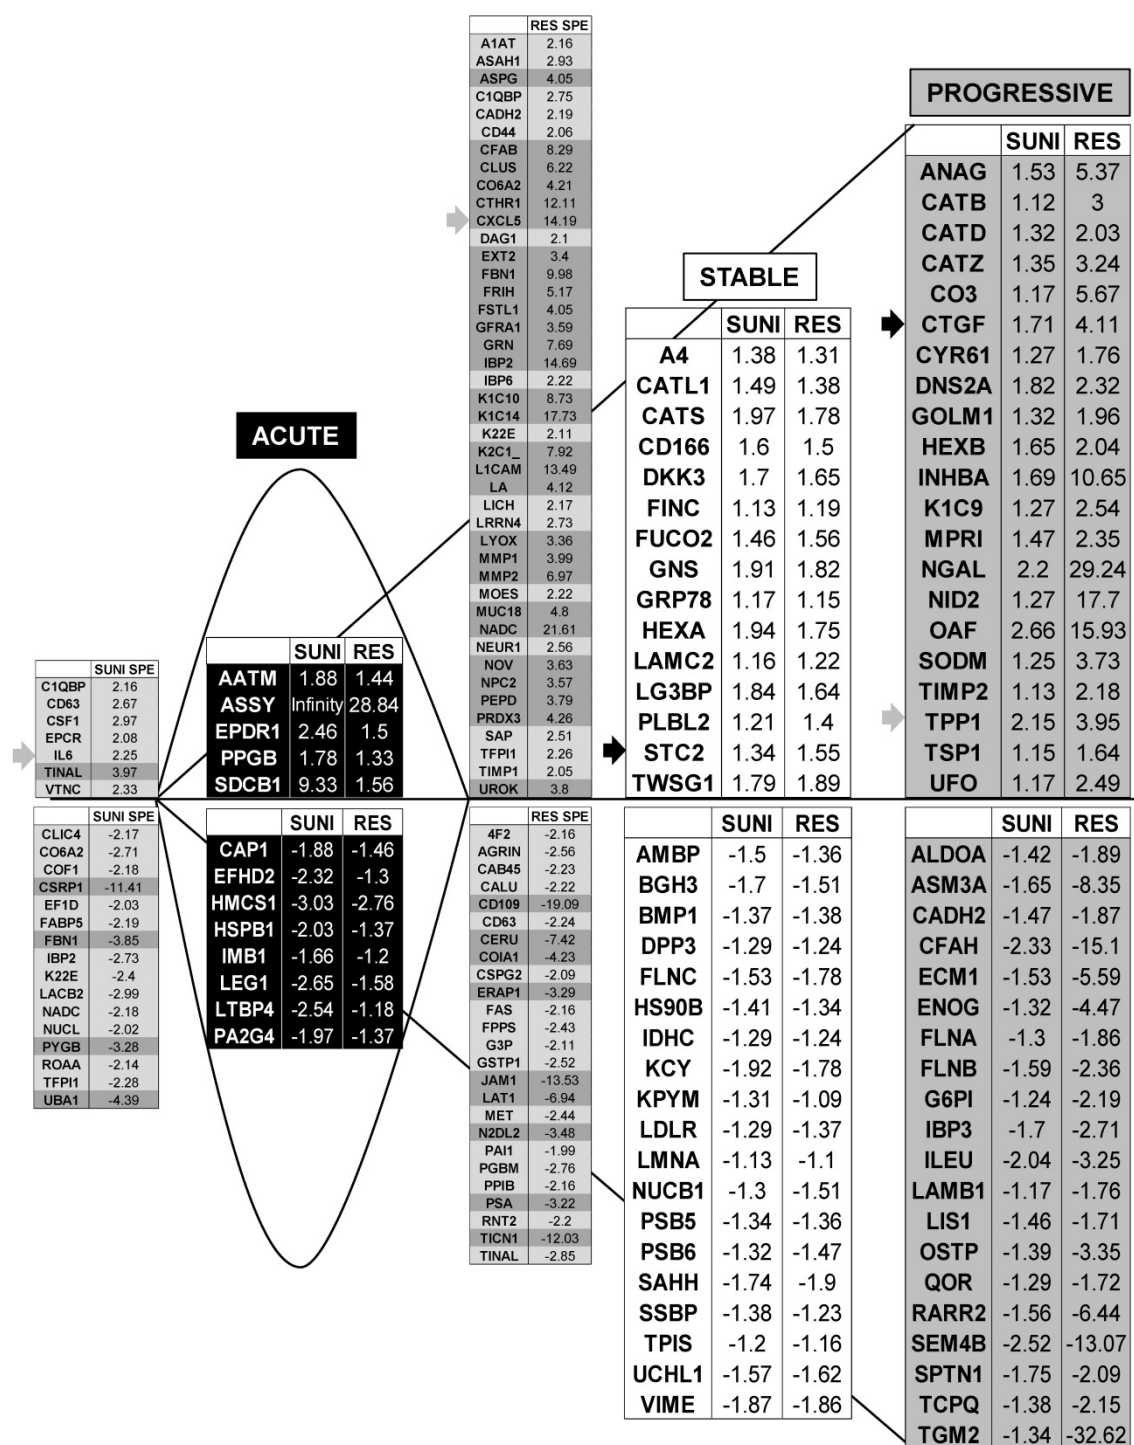 SUNI SPE
C1QBP 2.16
CD63 2.67
CSF1 2.97
EPCR 2.08
IL6 2.25
TINAL 3.97
VTNC 2.33
SUNI SPE
CLIC4 -2.17
CO6A2 -2.71
COF1 -2.18
CSRP1 -11.41
EF1D -2.03
FABP5 -2.19
FBN1 -3.85
IBP2 -2.73
K22E -2.4
LACB2 -2.99
NADC -2.18
NUCL -2.02
PYGB -3.28
ROAA -2.14
TFPI1 -2.28
UBA1 -4.39
ACUTE
SUNI RES
AATM 1.88 1.44
ASSY Infinity 28.84
EPDR1 2.46 1.5
PPGB 1.78 1.33
SDCB1 9.33 1.56
SUNI RES
CAP1 -1.88 -1.46
EFHD2 -2.32 -1.3
HMCS1 -3.03 -2.76
HSPB1 -2.03 -1.37
IMB1 -1.66 -1.2
LEG1 -2.65 -1.58
LTBP4 -2.54 -1.18
PA2G4 -1.97 -1.37
RES SPE
A1AT 2.16
ASAH1 2.93
ASPG 4.05
C1QBP 2.75
CADH2 2.19
CD44 2.06
CFAB 8.29
CLUS 6.22
CO6A2 4.21
CTHR1 12.11
CXCL5 14.19
DAG1 2.1
EXT2 3.4
FBN1 9.98
FRIH 5.17
FSTL1 4.05
GFRA1 3.59
GRN 7.69
IBP2 14.69
IBP6 2.22
K1C10 8.73
K1C14 17.73
K22E 2.11
K2C1_ 7.92
L1CAM 13.49
LA 4.12
LICH 2.17
LRRN4 2.73
LYOX 3.36
MMP1 3.99
MMP2 6.97
MOES 2.22
MUC18 4.8
NADC 21.61
NEUR1 2.56
NOV 3.63
NPC2 3.57
PEPD 3.79
PRDX3 4.26
SAP 2.51
TFPI1 2.26
TIMP1 2.05
UROK 3.8
RES SPE
4F2 -2.16
AGRIN -2.56
CAB45 -2.23
CALU -2.22
CD109 -19.09
CD63 -2.24
CERU -7.42
COIA1 -4.23
CSPG2 -2.09
ERAP1 -3.29
FAS -2.16
FPPS -2.43
G3P -2.11
GSTP1 -2.52
JAM1 -13.53
LAT1 -6.94
MET -2.44
N2DL2 -3.48
PAI1 -1.99
PGBM -2.76
PPIB -2.16
PSA -3.22
RNT2 -2.2
TICN1 -12.03
TINAL -2.85
STABLE
SUNI RES
A4 1.38 1.31
CATL1 1.49 1.38
CATS 1.97 1.78
CD166 1.6 1.5
DKK3 1.7 1.65
FINC 1.13 1.19
FUCO2 1.46 1.56
GNS 1.91 1.82
GRP78 1.17 1.15
HEXA 1.94 1.75
LAMC2 1.16 1.22
LG3BP 1.84 1.64
PLBL2 1.21 1.4
STC2 1.34 1.55
TWSG1 1.79 1.89
SUNI RES
AMBP -1.5 -1.36
BGH3 -1.7 -1.51
BMP1 -1.37 -1.38
DPP3 -1.29 -1.24
FLNC -1.53 -1.78
HS90B -1.41 -1.34
IDHC -1.29 -1.24
KCY -1.92 -1.78
KPYM -1.31 -1.09
LDLR -1.29 -1.37
LMNA -1.13 -1.1
NUCB1 -1.3 -1.51
PSB5 -1.34 -1.36
PSB6 -1.32 -1.47
SAHH -1.74 -1.9
SSBP -1.38 -1.23
TPIS -1.2 -1.16
UCHL1 -1.57 -1.62
VIME -1.87 -1.86
PROGRESSIVE
SUNI RES
ANAG 1.53 5.37
CATB 1.12 3
CATD 1.32 2.03
CATZ 1.35 3.24
CO3 1.17 5.67
CTGF 1.71 4.11
CYR61 1.27 1.76
DNS2A 1.82 2.32
GOLM1 1.32 1.96
HEXB 1.65 2.04
INHBA 1.69 10.65
K1C9 1.27 2.54
MPRI 1.47 2.35
NGAL 2.2 29.24
NID2 1.27 17.7
OAF 2.66 15.93
SODM 1.25 3.73
TIMP2 1.13 2.18
TPP1 2.15 3.95
TSP1 1.15 1.64
UFO 1.17 2.49
SUNI RES
ALDOA -1.42 -1.89
ASM3A -1.65 -8.35
CADH2 -1.47 -1.87
CFAH -2.33 -15.1
ECM1 -1.53 -5.59
ENOG -1.32 -4.47
FLNA -1.3 -1.86
FLNB -1.59 -2.36
G6PI -1.24 -2.19
IBP3 -1.7 -2.71
ILEU -2.04 -3.25
LAMB1 -1.17 -1.76
LIS1 -1.46 -1.71
OSTP -1.39 -3.35
QOR -1.29 -1.72
RARR2 -1.56 -6.44
SEM4B -2.52 -13.07
SPTN1 -1.75 -2.09
TCPQ -1.38 -2.15
TGM2 -1.34 -32.62